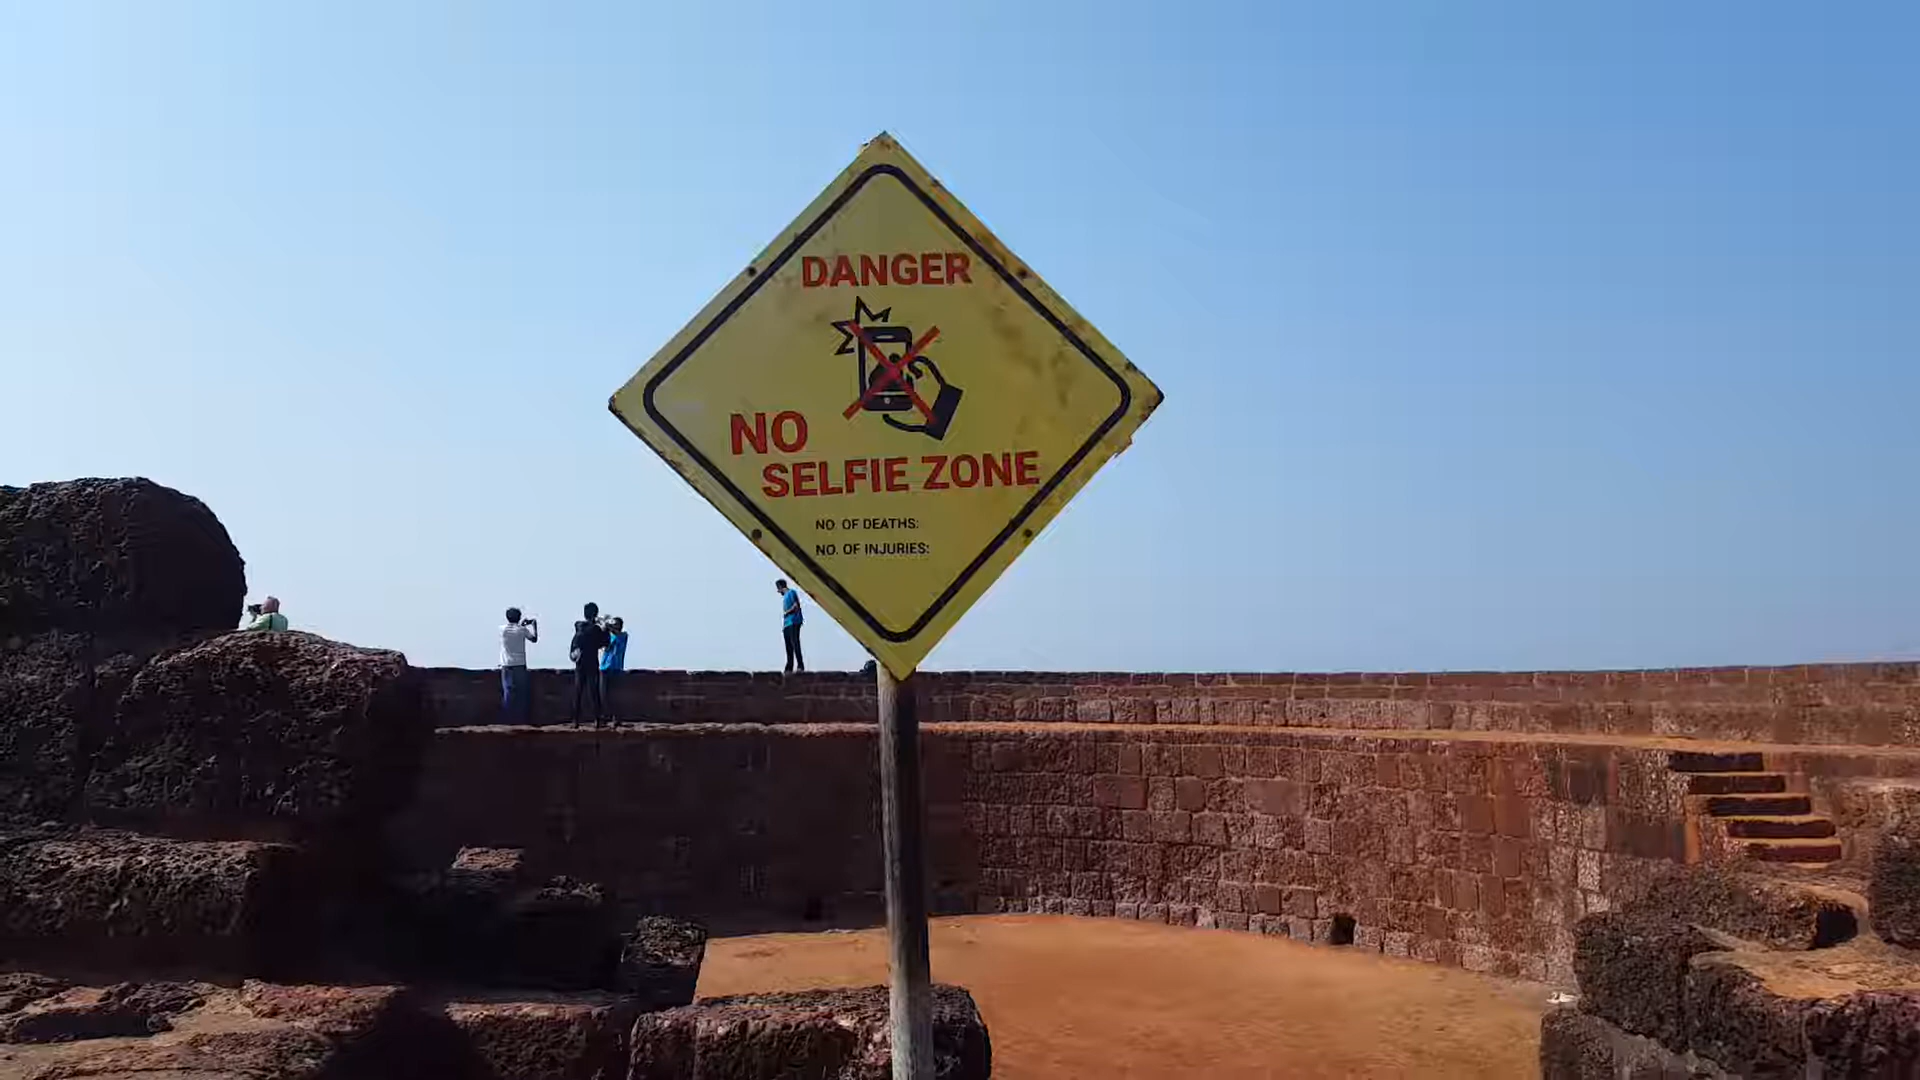 DANGER
NO
SELFIE ZONE
NO. OF DEATHS:
NO. OF INJURIES: